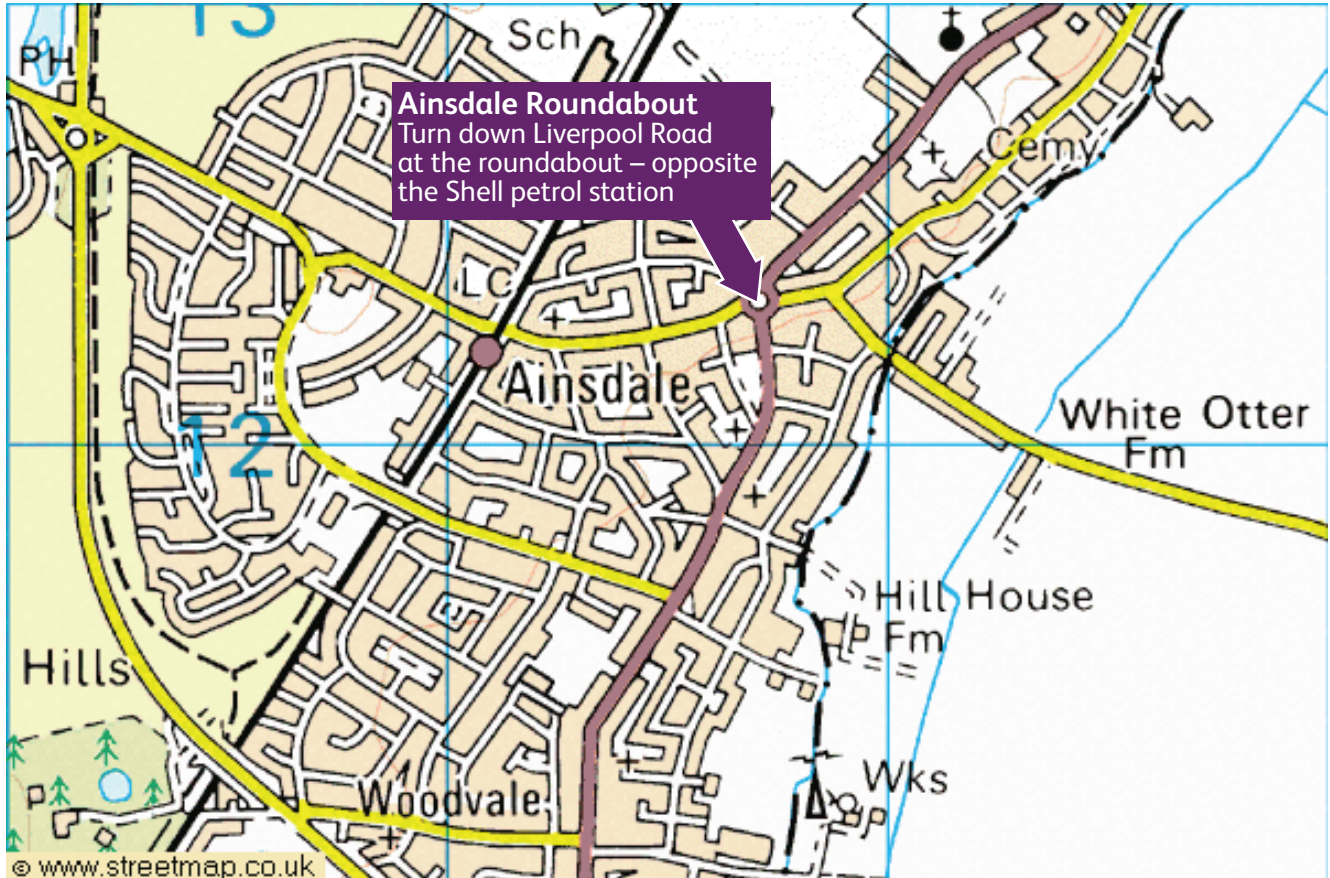 13
PH
Sch
Ainsdale Roundabout
Turn down Liverpool Road
at the roundabout – opposite
the Shell petrol station
Cemy
LC
Ainsdale
White Otter
Fm
12
Hill House
Fm
Hills
Wks
Woodvale
© www.streetmap.co.uk